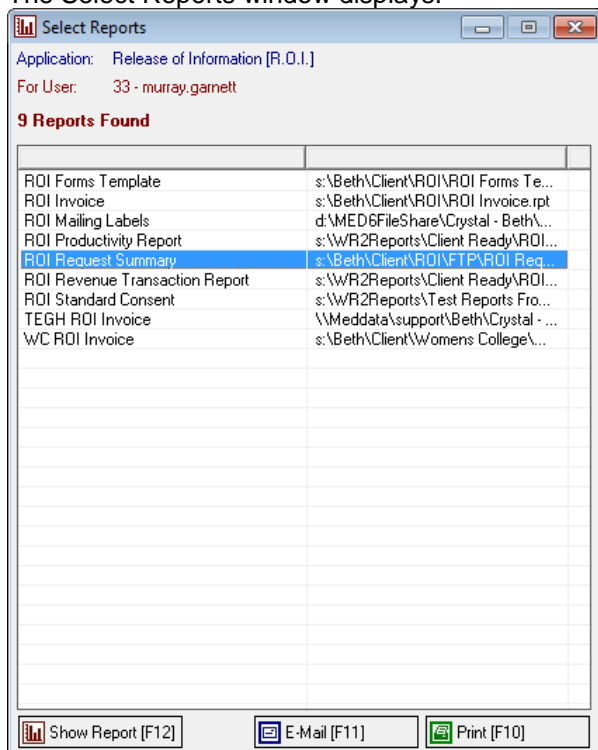 The Select Reports window displays.
Select Reports
Application: Release of Information [R.O.I.]
For User: 33 - murray.garnett
9 Reports Found
ROI Forms Template s:\Beth\Client\ROI\ROI Forms Te...
ROI Invoice s:\Beth\Client\ROI\ROI Invoice.rpt
ROI Mailing Labels d:\MED6FileShare\Crystal - Beth\...
ROI Productivity Report s:\WR2Reports\Client Ready\ROI...
ROI Request Summary s:\Beth\Client\ROI\FTP\ROI Req...
ROI Revenue Transaction Report s:\WR2Reports\Client Ready\ROI...
ROI Standard Consent s:\WR2Reports\Test Reports Fro...
TEGH ROI Invoice \\Meddata\support\Beth\Crystal - ...
WC ROI Invoice s:\Beth\Client\Womens College\...
Show Report [F12] E-Mail [F11] Print [F10]